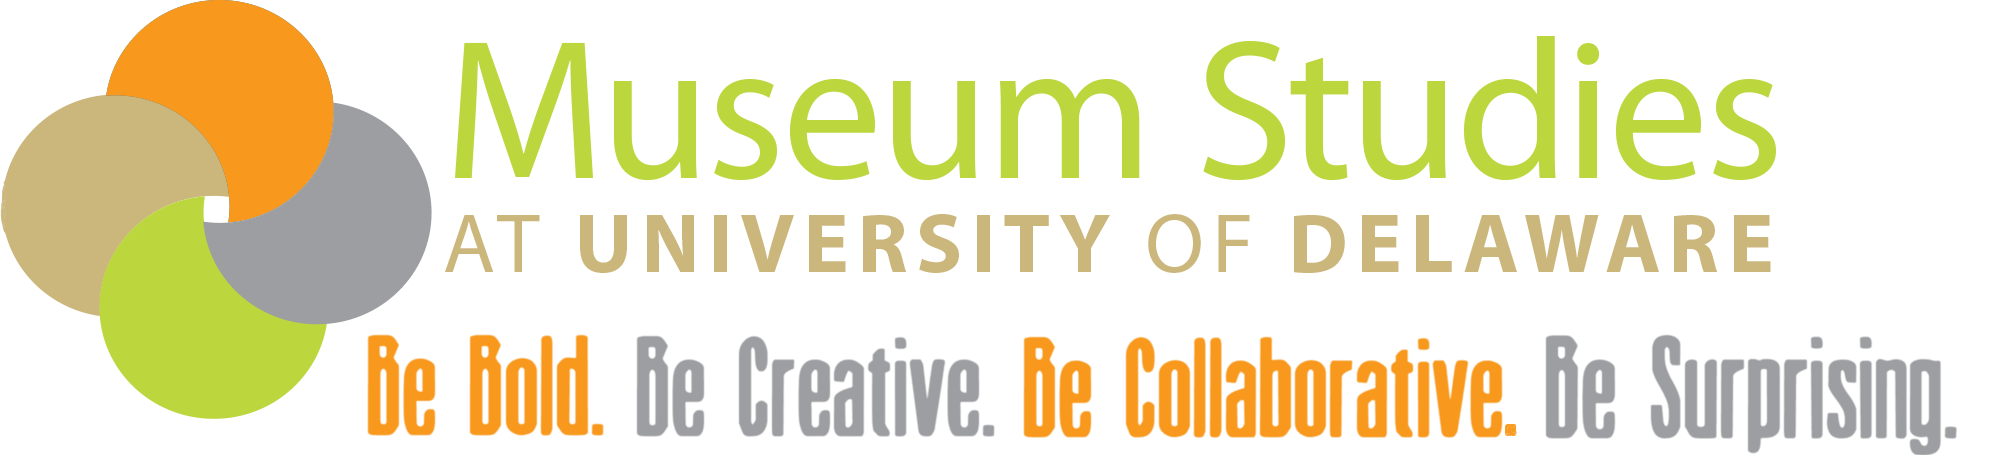 Museum Studies
AT UNIVERSITY OF DELAWARE
Be Bold. Be Creative. Be Collaborative. Be Surprising.